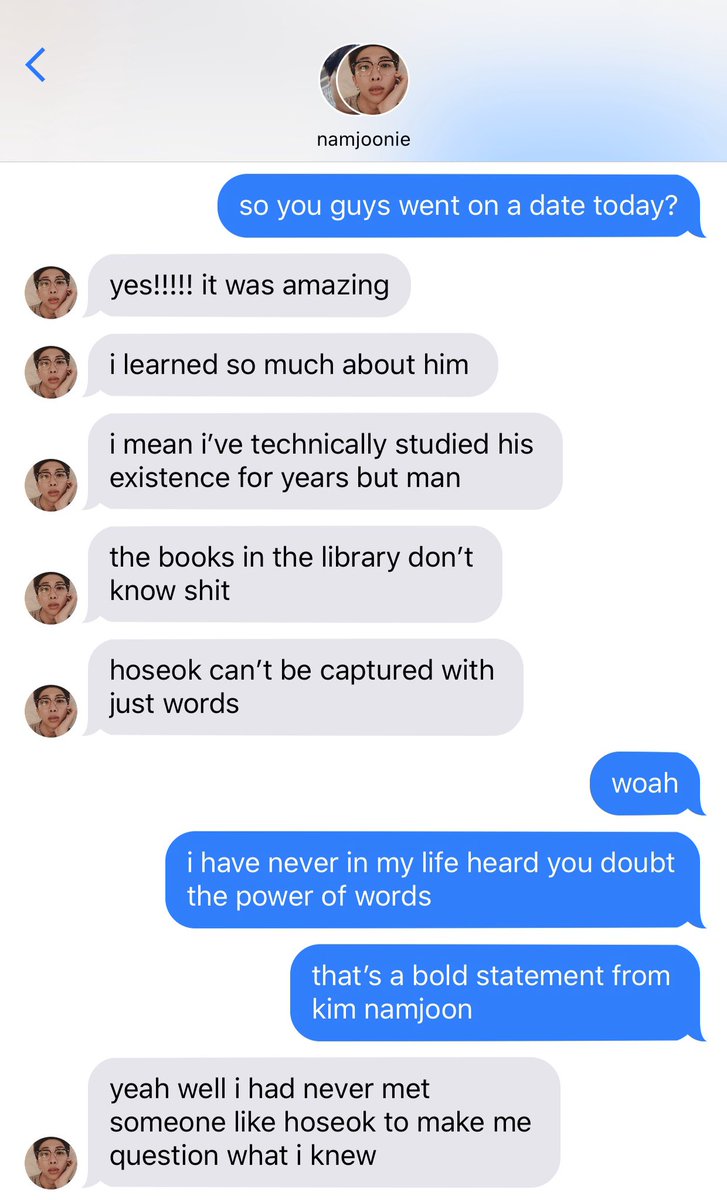 namjoonie
so you guys went on a date today?
yes!!!!! it was amazing
i learned so much about him
i mean i’ve technically studied his
existence for years but man
the books in the library don’t
know shit
hoseok can’t be captured with
just words
woah
i have never in my life heard you doubt
the power of words
that’s a bold statement from
kim namjoon
yeah well i had never met
someone like hoseok to make me
question what i knew